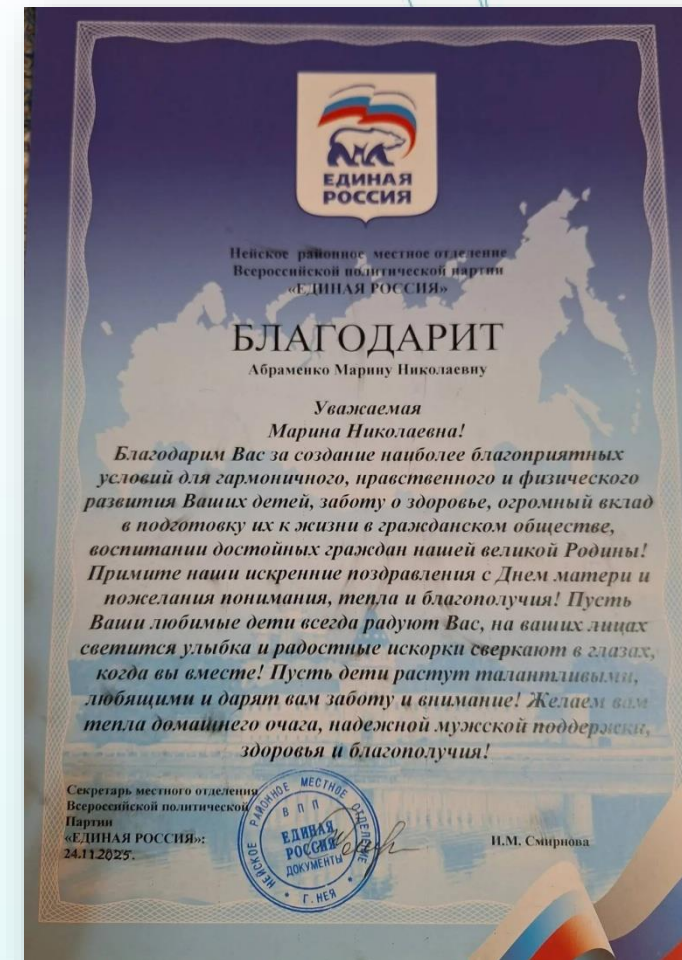 ЕДИНАЯ
РОССИЯ
Нейское районное местное отделение
Всероссийской политической партии
«ЕДИНАЯ РОССИЯ»
БЛАГОДАРИТ
Абраменко Марину Николаевну
Уважаемая
Марина Николаевна!
Благодарим Вас за создание наиболее благоприятных
условий для гармоничного, нравственного и физического
развития Ваших детей, заботу о здоровье, огромный вклад
в подготовку их к жизни в гражданском обществе,
воспитании достойных граждан нашей великой Родины!
Примите наши искренние поздравления с Днем матери и
пожелания понимания, тепла и благополучия! Пусть
Ваши любимые дети всегда радуют Вас, на ваших лицах
светится улыбка и радостные искорки сверкают в глазах,
когда вы вместе! Пусть дети растут талантливыми,
любящими и дарят вам заботу и внимание! Желаем вам
тепла домашнего очага, надежной мужской поддержки,
здоровья и благополучия!
Секретарь местного отделения
Всероссийской политической
Партии
«ЕДИНАЯ РОССИЯ»:
24.11.2025.
НЕЙСКОЕ РАЙОННОЕ МЕСТНОЕ ОТДЕЛЕНИЕ
ВПП
ЕДИНАЯ
РОССИЯ
ДОКУМЕНТЫ
Г. НЕЯ
И.М. Смирнова